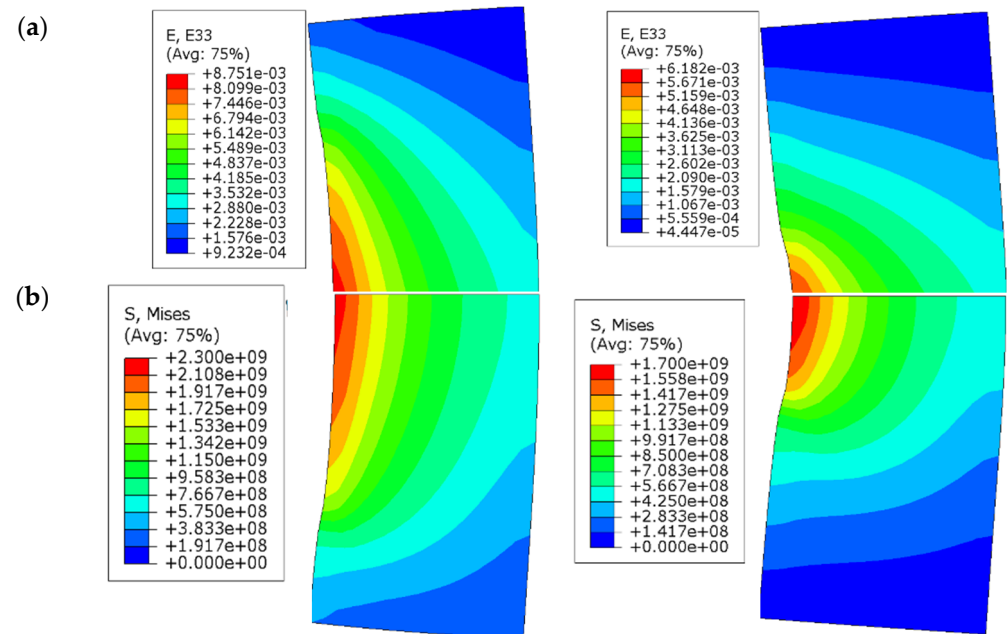 (a)
E, E33
(Avg: 75%)
+8.751e-03
+8.099e-03
+7.446e-03
+6.794e-03
+6.142e-03
+5.489e-03
+4.837e-03
+4.185e-03
+3.532e-03
+2.880e-03
+2.228e-03
+1.576e-03
+9.232e-04
E, E33
(Avg: 75%)
+6.182e-03
+5.671e-03
+5.159e-03
+4.648e-03
+4.136e-03
+3.625e-03
+3.113e-03
+2.602e-03
+2.090e-03
+1.579e-03
+1.067e-03
+5.559e-04
+4.447e-05
(b)
S, Mises
(Avg: 75%)
+2.300e+09
+2.108e+09
+1.917e+09
+1.725e+09
+1.533e+09
+1.342e+09
+1.150e+09
+9.583e+08
+7.667e+08
+5.750e+08
+3.833e+08
+1.917e+08
+0.000e+00
S, Mises
(Avg: 75%)
+1.700e+09
+1.558e+09
+1.417e+09
+1.275e+09
+1.133e+09
+9.917e+08
+8.500e+08
+7.083e+08
+5.667e+08
+4.250e+08
+2.833e+08
+1.417e+08
+0.000e+00